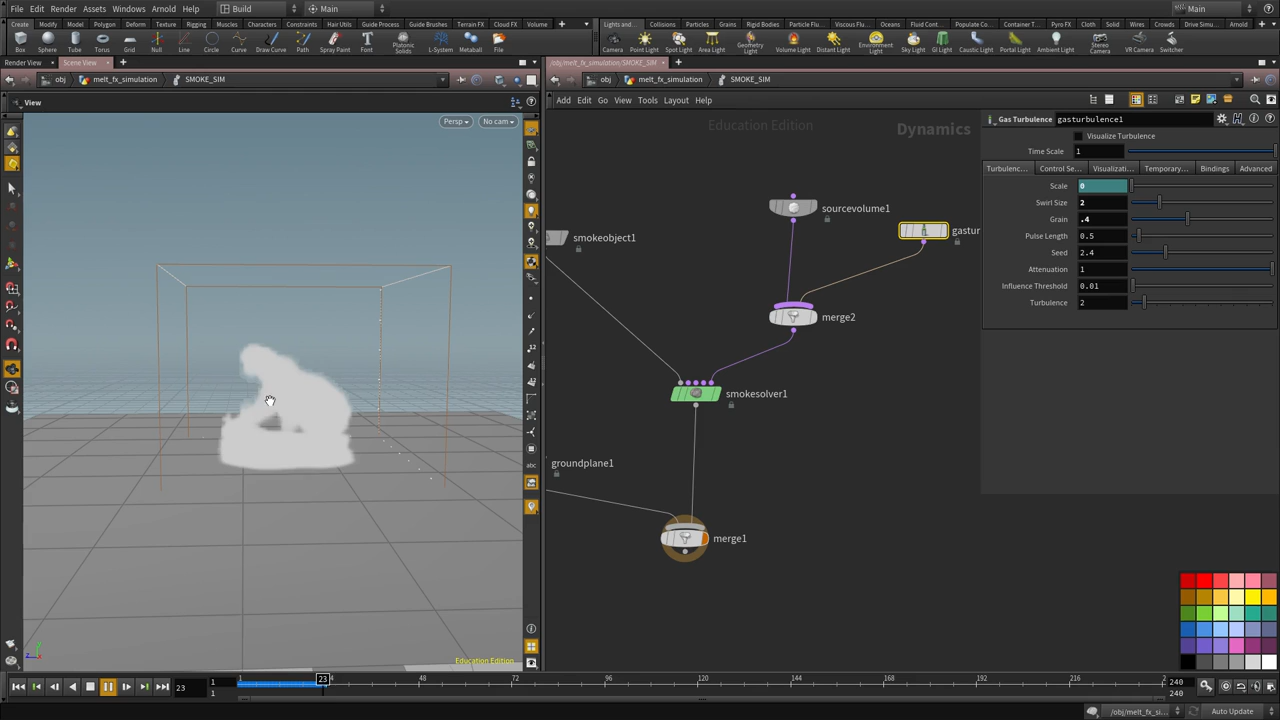 File Edit Render Assets Windows Arnold Help Build Main Main
Create Modify Model Deform Texture Rigging Muscles Characters Constraints Hair Utils Guide Process Guide Brushes Terrain FX Cloud FX Volume
Lights and... Collisions Particles Grains Rigid Bodies Particle Flu... Viscous Flu... Oceans Fluid Cont... Populate Co... Container T... Pyro FX Cloth Solid Wires Crowds Drive Simu... Arnold
Box Sphere Tube Torus Grid Null Line Circle Curve Draw Curve Path Spray Paint Font Platonic Solids L-System Metaball File
Camera Point Light Spot Light Area Light Geometry Light Volume Light Distant Light Environment Light Sky Light GI Light Caustic Light Portal Light Ambient Light Stereo Camera VR Camera Switcher
Render View Scene View
/obj/melt_fx_simulation/SMOKE_SIM
obj melt_fx_simulation SMOKE_SIM
obj melt_fx_simulation SMOKE_SIM
View
Add Edit Go View Tools Layout Help
Persp No cam
Education Edition
Dynamics
Gas Turbulence gasturbulence1
Visualize Turbulence
Time Scale 1
Turbulenc... Control Se... Visualizati... Temporary... Bindings Advanced
Scale 0
Swirl Size 2
Grain .4
Pulse Length 0.5
Seed 2.4
Attenuation 1
Influence Threshold 0.01
Turbulence 2
sourcevolume1
gastur
smokeobject1
merge2
smokesolver1
groundplane1
merge1
abc
Education Edition
23
1
1
23
48 72 96 120 144 168 192 216
240
240
/obj/melt_fx_si... Auto Update